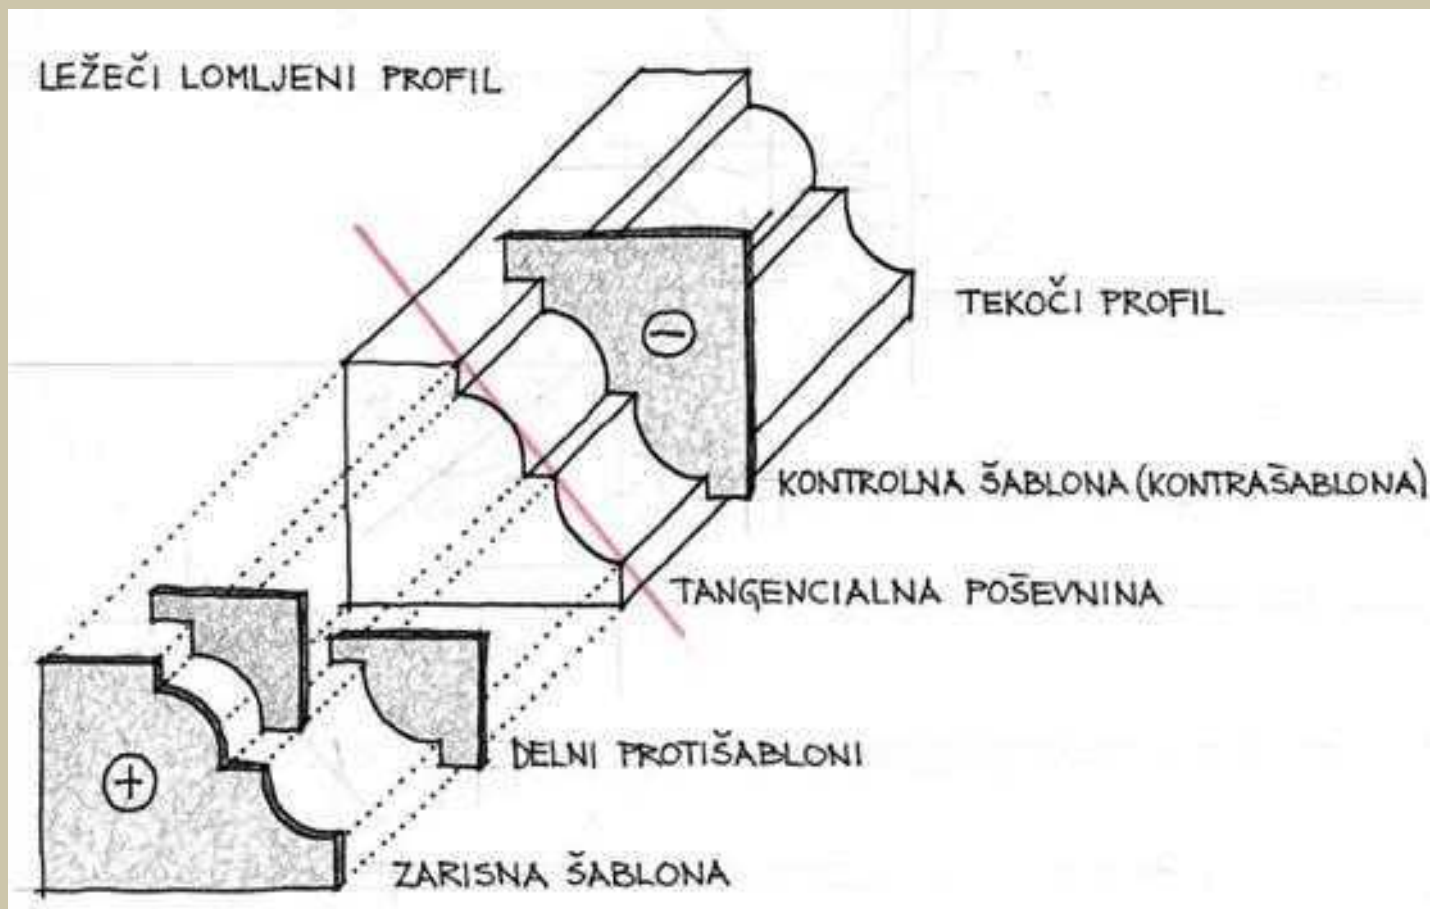 LEŽEČI LOMLJENI PROFIL
TEKOČI PROFIL
KONTROLNA ŠABLONA (KONTRAŠABLONA)
TANGENCIALNA POŠEVNINA
DELNI PROTIŠABLONI
ZARISNA ŠABLONA